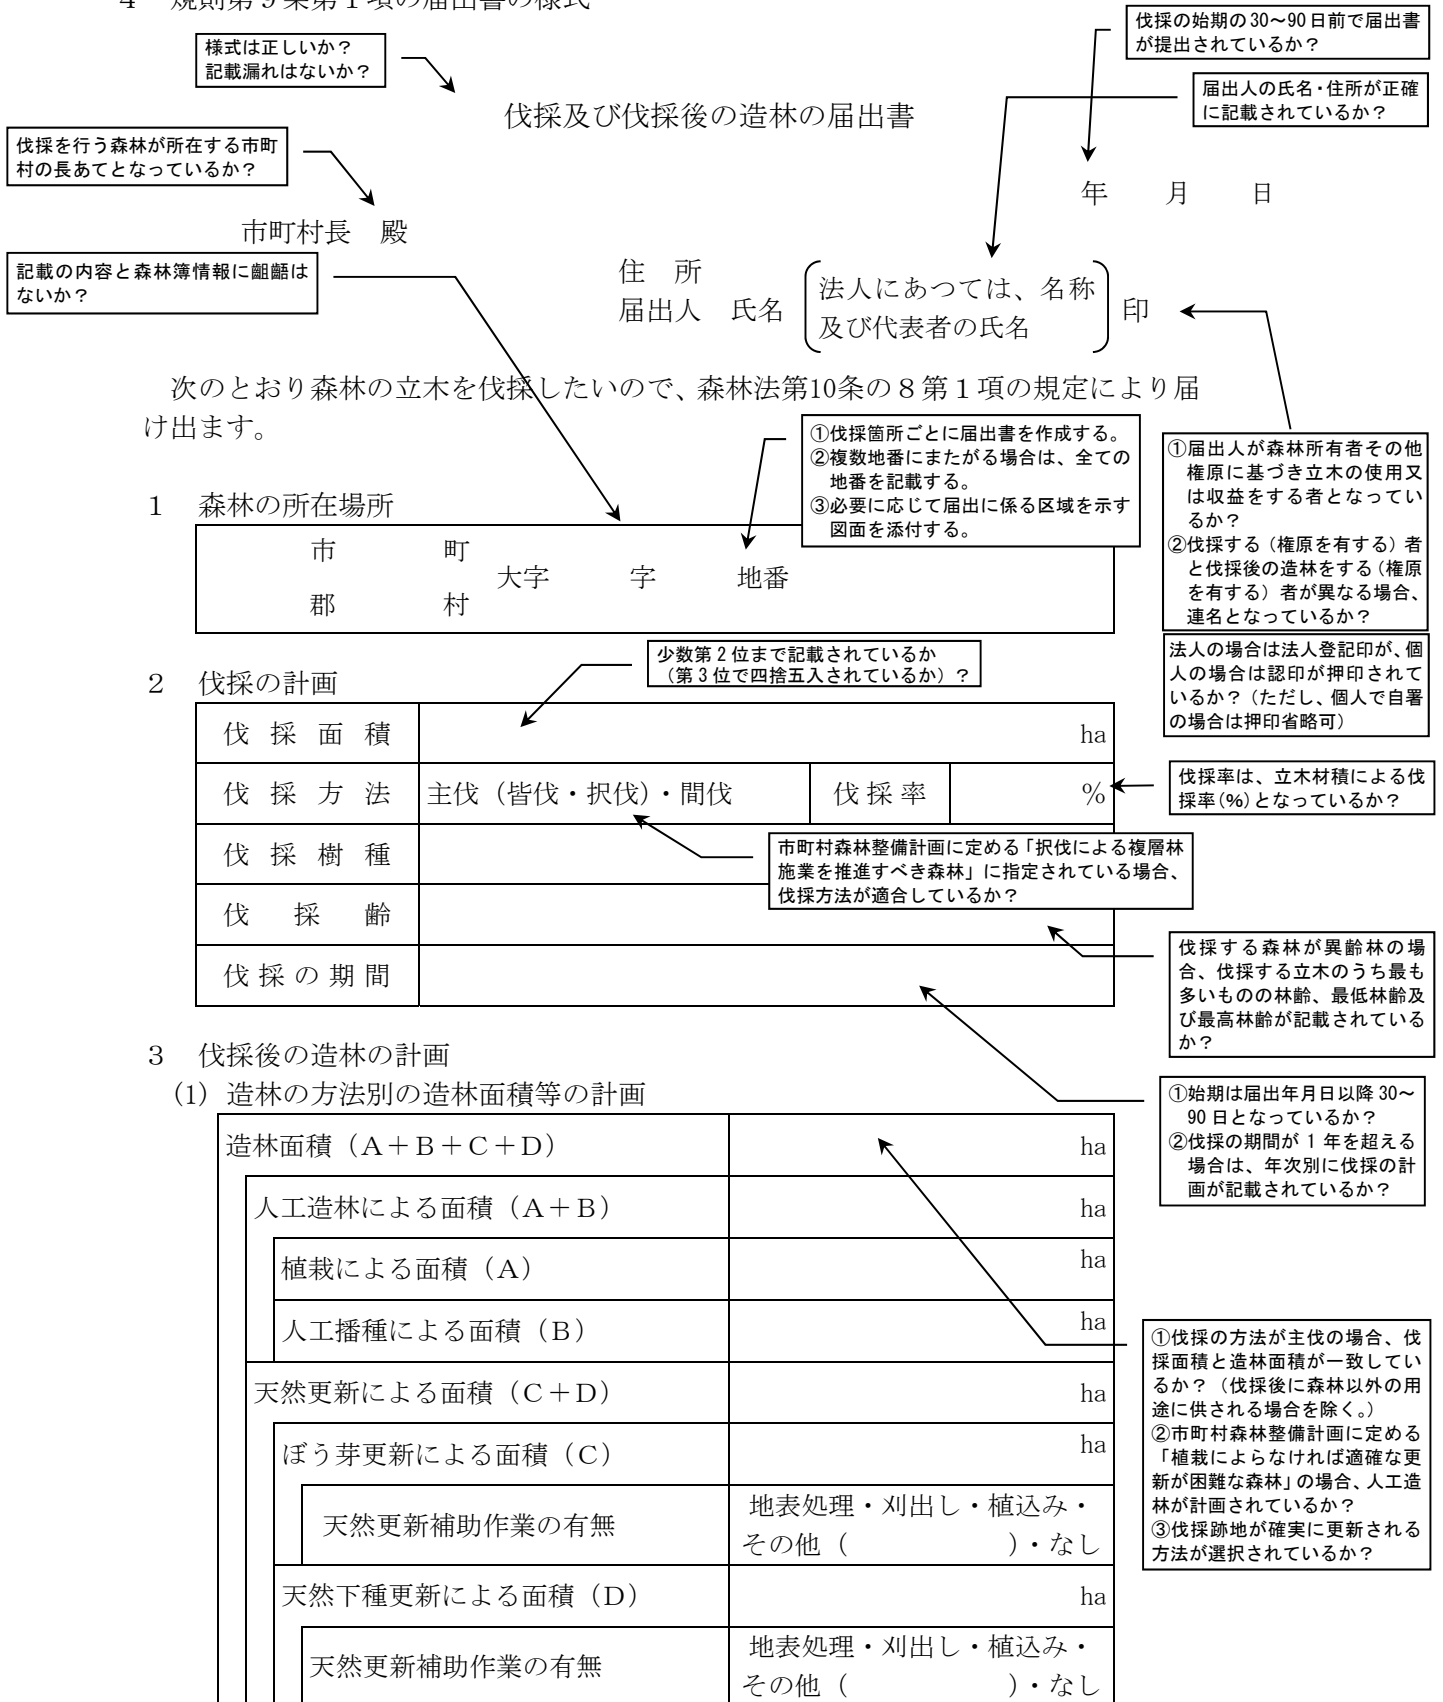 4　規則第9条第1項の届出書の様式
伐採の始期の30～90日前で届出書
が提出されているか？
様式は正しいか？
記載漏れはないか？
届出人の氏名・住所が正確
に記載されているか？
伐採及び伐採後の造林の届出書
伐採を行う森林が所在する市町
村の長あてとなっているか？
年　　月　　日
市町村長　殿
記載の内容と森林簿情報に齟齬は
ないか？
住　所
届出人　氏名
法人にあつては、名称
及び代表者の氏名
印
次のとおり森林の立木を伐採したいので、森林法第10条の８第１項の規定により届
け出ます。
①伐採箇所ごとに届出書を作成する。
②複数地番にまたがる場合は、全ての
地番を記載する。
③必要に応じて届出に係る区域を示す
図面を添付する。
①届出人が森林所有者その他
権原に基づき立木の使用又
は収益をする者となってい
るか？
②伐採する（権原を有する）者
と伐採後の造林をする（権原
を有する）者が異なる場合、
連名となっているか？
法人の場合は法人登記印が、個
人の場合は認印が押印されて
いるか？（ただし、個人で自署
の場合は押印省略可）
１　森林の所在場所
市　　　　町
大字　　　字　　　地番
郡　　　　村
少数第２位まで記載されているか
（第３位で四捨五入されているか）？
２　伐採の計画
伐採面積　ha
伐採方法　主伐（皆伐・択伐）・間伐　伐採率　％
伐採率は、立木材積による伐
採率(%)となっているか？
伐採樹種
市町村森林整備計画に定める「択伐による複層林
施業を推進すべき森林」に指定されている場合、
伐採方法が適合しているか？
伐採齢
伐採する森林が異齢林の場
合、伐採する立木のうち最も
多いものの林齢、最低林齢及
び最高林齢が記載されている
か？
伐採の期間
①始期は届出年月日以降30～
90日となっているか？
②伐採の期間が１年を超える
場合は、年次別に伐採の計
画が記載されているか？
３　伐採後の造林の計画
(1) 造林の方法別の造林面積等の計画
造林面積（Ａ＋Ｂ＋Ｃ＋Ｄ）　ha
人工造林による面積（Ａ＋Ｂ）　ha
植栽による面積（Ａ）　ha
人工播種による面積（Ｂ）　ha
天然更新による面積（Ｃ＋Ｄ）　ha
ぼう芽更新による面積（Ｃ）　ha
天然更新補助作業の有無
地表処理・刈出し・植込み・
その他（　　　　　　）・なし
天然下種更新による面積（Ｄ）　ha
天然更新補助作業の有無
地表処理・刈出し・植込み・
その他（　　　　　　）・なし
①伐採の方法が主伐の場合、伐
採面積と造林面積が一致してい
るか？（伐採後に森林以外の用
途に供される場合を除く。）
②市町村森林整備計画に定める
「植栽によらなければ適確な更
新が困難な森林」の場合、人工造
林が計画されているか？
③伐採跡地が確実に更新される
方法が選択されているか？